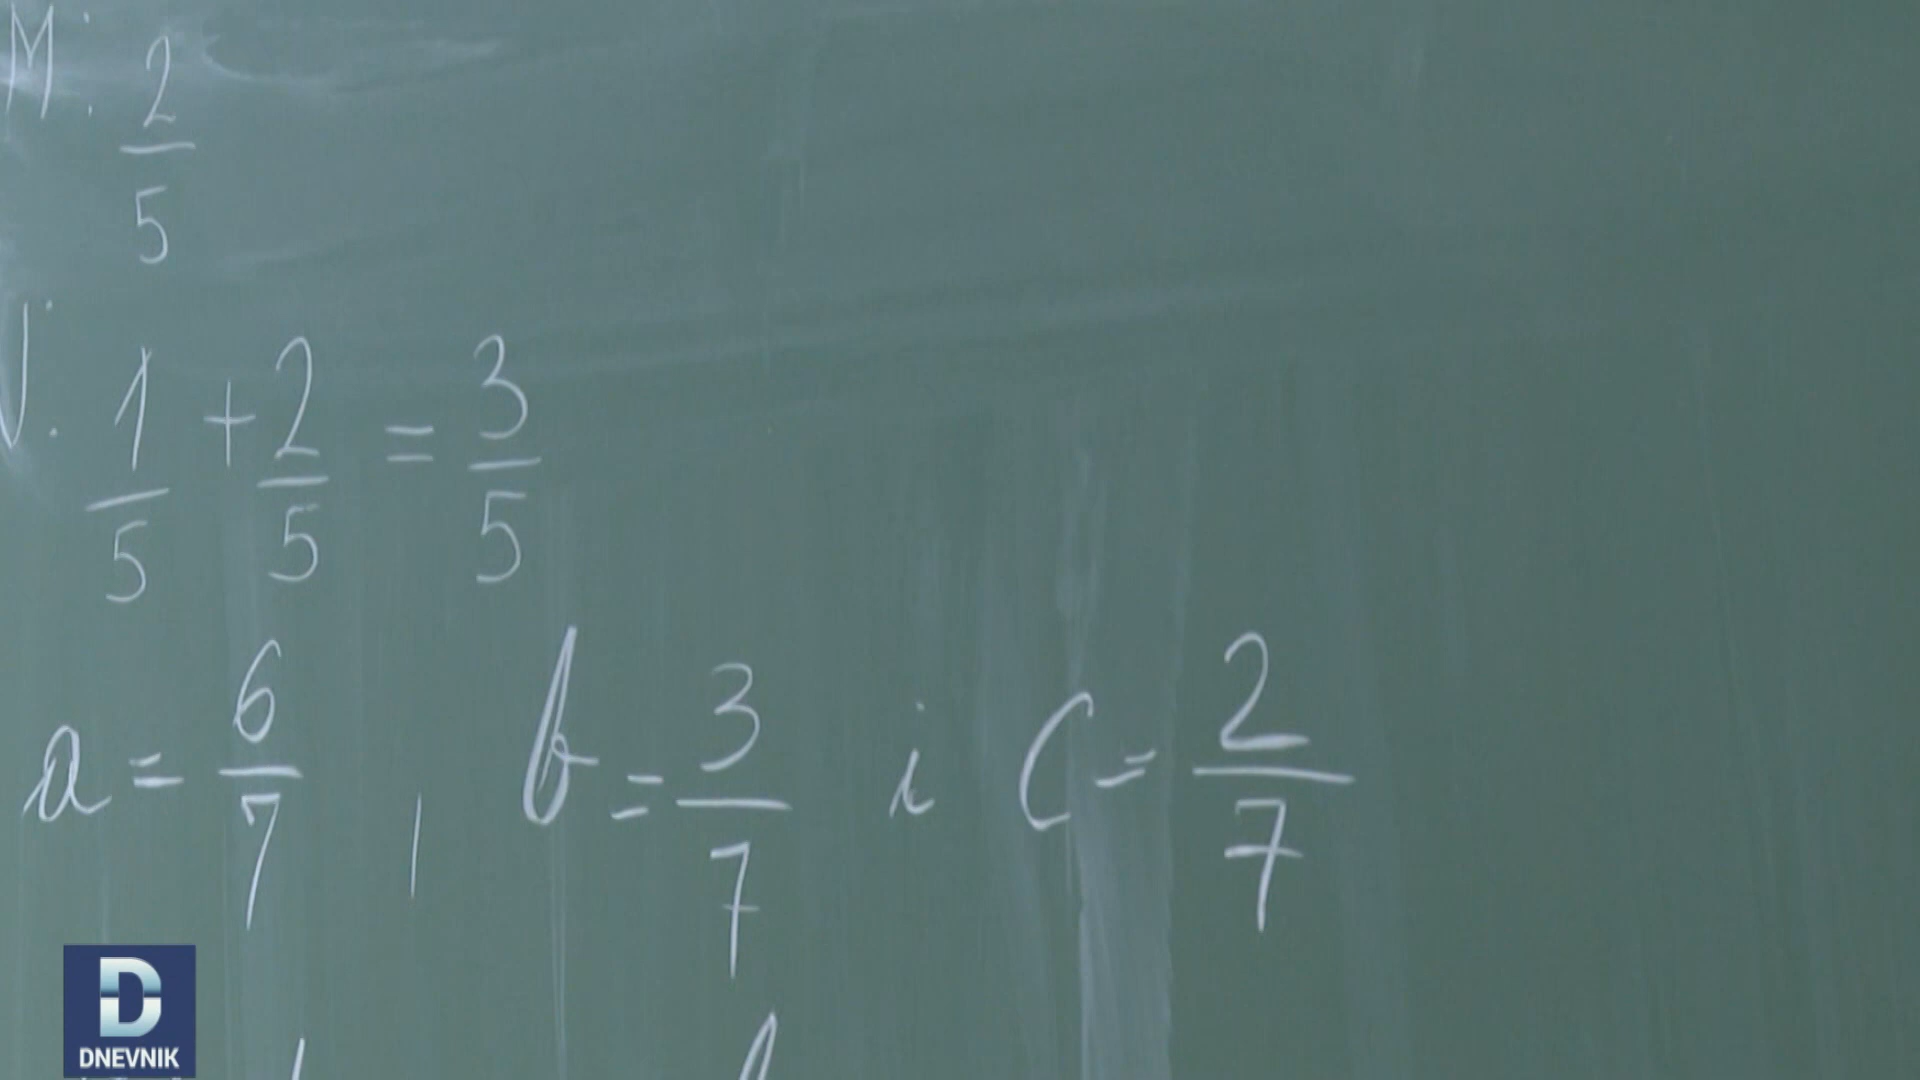 M. 2/5
J. 1/5 + 2/5 = 3/5
a = 6/7 , b = 3/7 i c = 2/7
D
DNEVNIK